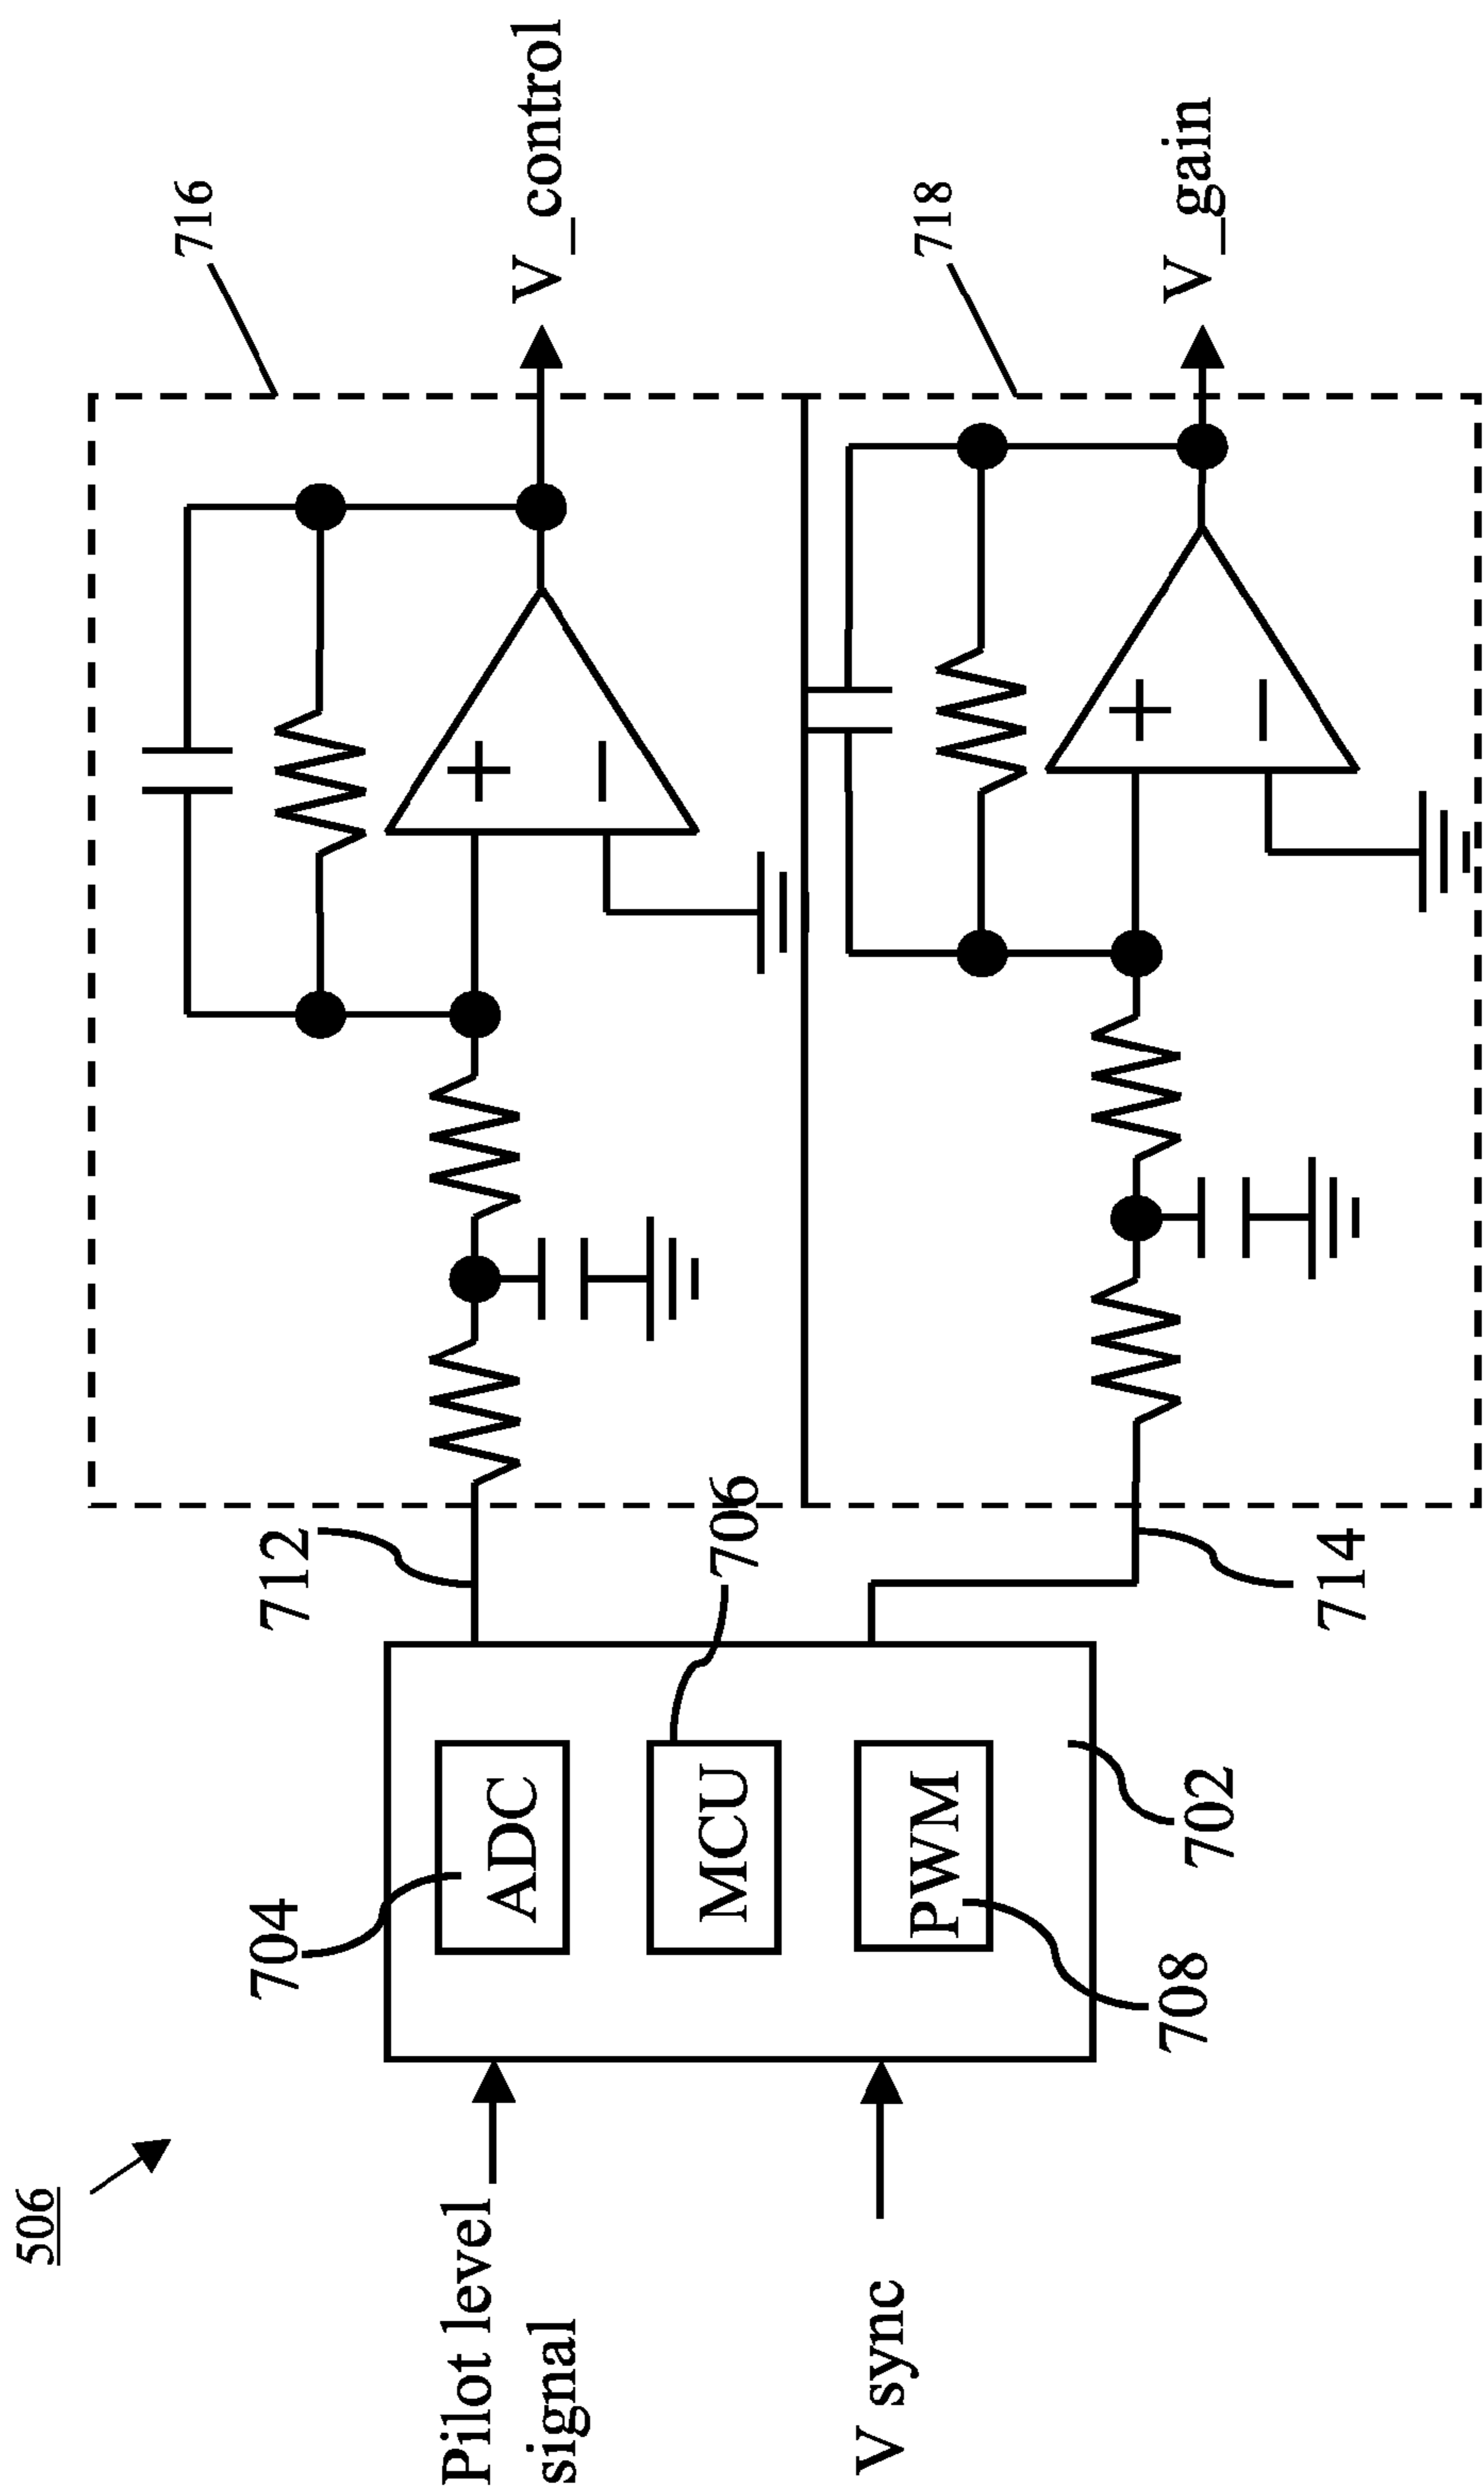 506
716
V_control
712
704
ADC
Pilot level
signal
706
MCU
718
V_gain
V sync
PWM
708
702
714
+
−
+
−